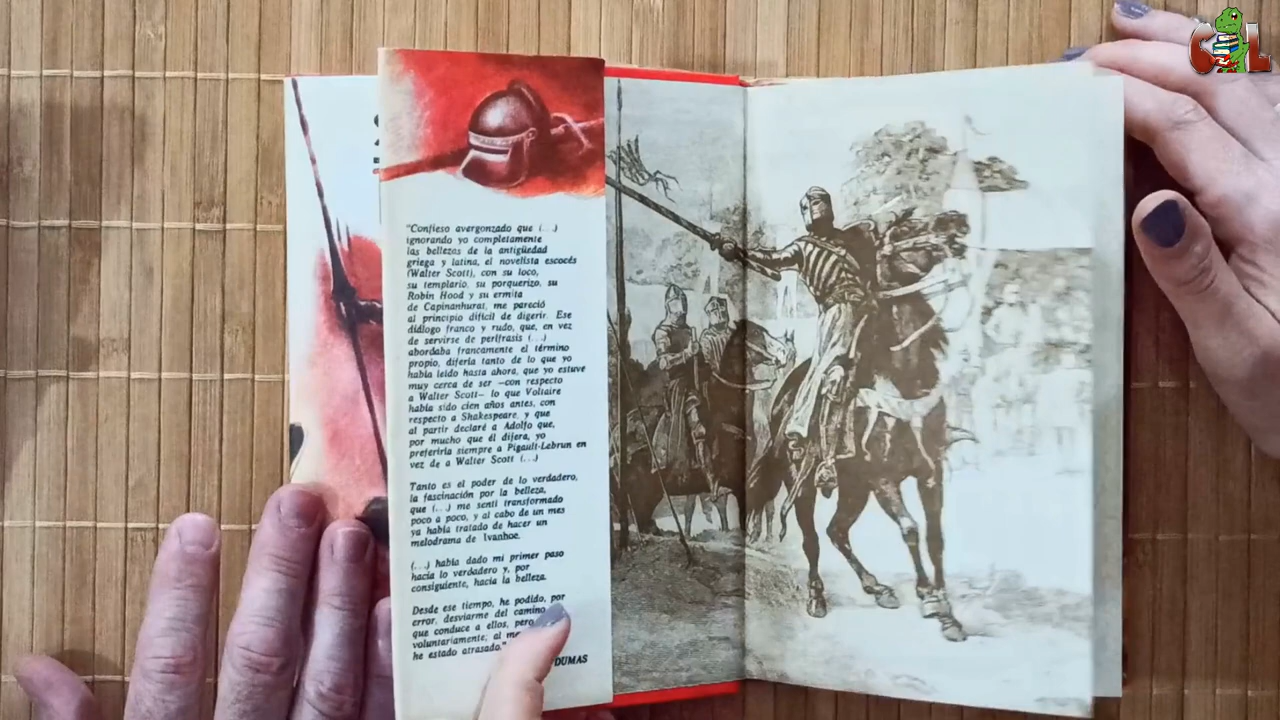 "Confieso avergonzado que (...)
ignorando yo completamente
las bellezas de la antigüedad
griega y latina, el novelista escocés
(Walter Scott), con su loco,
su templario, su porquerizo, su
Robin Hood y su ermita
de Capinanhurst, me pareció
al principio difícil de digerir. Ese
diálogo franco y rudo, que, en vez
de servirse de perífrasis (...)
abordaba francamente el término
propio, difería tanto de lo que yo
había leído hasta ahora, que yo estuve
muy cerca de ser —con respecto
a Walter Scott— lo que Voltaire
había sido cien años antes, con
respecto a Shakespeare, y que
al partir declaré a Adolfo que,
por mucho que él dijera, yo
preferiría siempre a Pigault-Lebrun en
vez de a Walter Scott (...)
Tanto es el poder de lo verdadero,
la fascinación por la belleza,
que (...) me sentí transformado
poco a poco, y al cabo de un mes
ya había tratado de hacer un
melodrama de Ivanhoe.
(...) había dado mi primer paso
hacia lo verdadero y, por
consiguiente, hacia la belleza.
Desde ese tiempo, he podido, por
error, desviarme del camino
que conduce a ellos, pero
voluntariamente; al
he estado atrasado."
DUMAS
C L